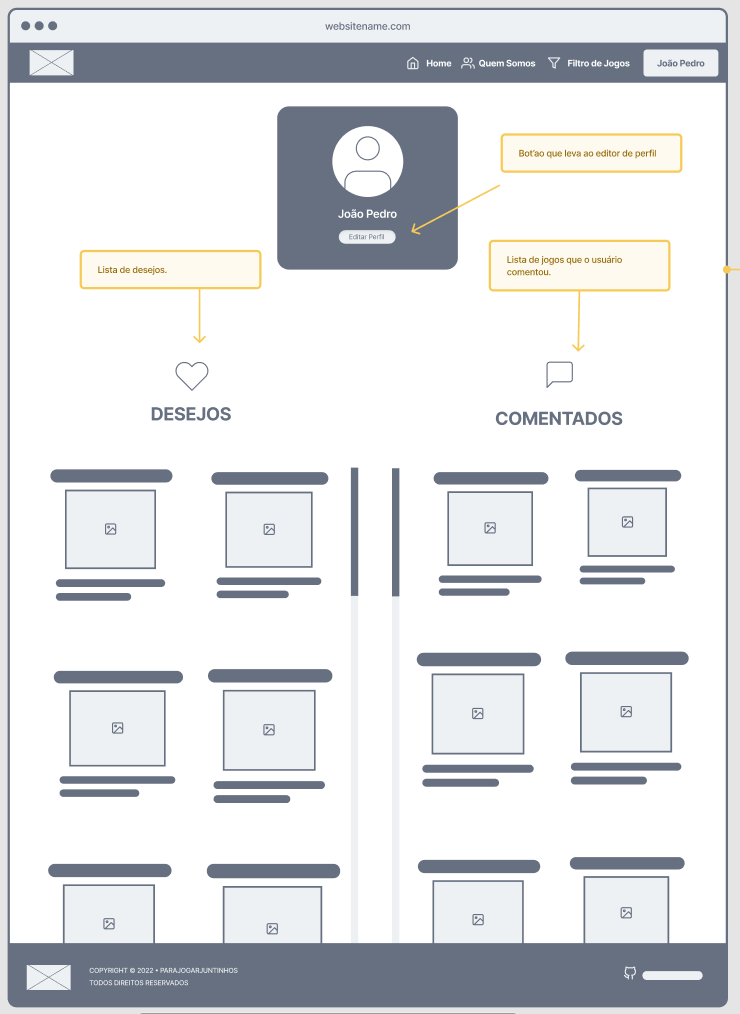 websitename.com
Home
Quem Somos
Filtro de Jogos
João Pedro
Bot'ao que leva ao editor de perfil
João Pedro
Editar Perfil
Lista de desejos.
Lista de jogos que o usuário
comentou.
DESEJOS
COMENTADOS
COPYRIGHT © 2022 • PARAJOGARJUNTINHOS
TODOS DIREITOS RESERVADOS